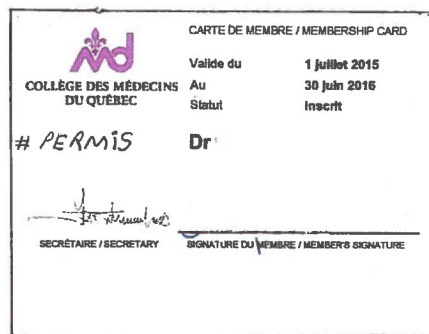 CARTE DE MEMBRE / MEMBERSHIP CARD
COLLÈGE DES MÉDECINS
DU QUÉBEC
Valide du 1 juillet 2015
Au 30 juin 2016
Statut Inscrit
# PERMIS
Dr
SECRÉTAIRE / SECRETARY
SIGNATURE DU MEMBRE / MEMBER'S SIGNATURE